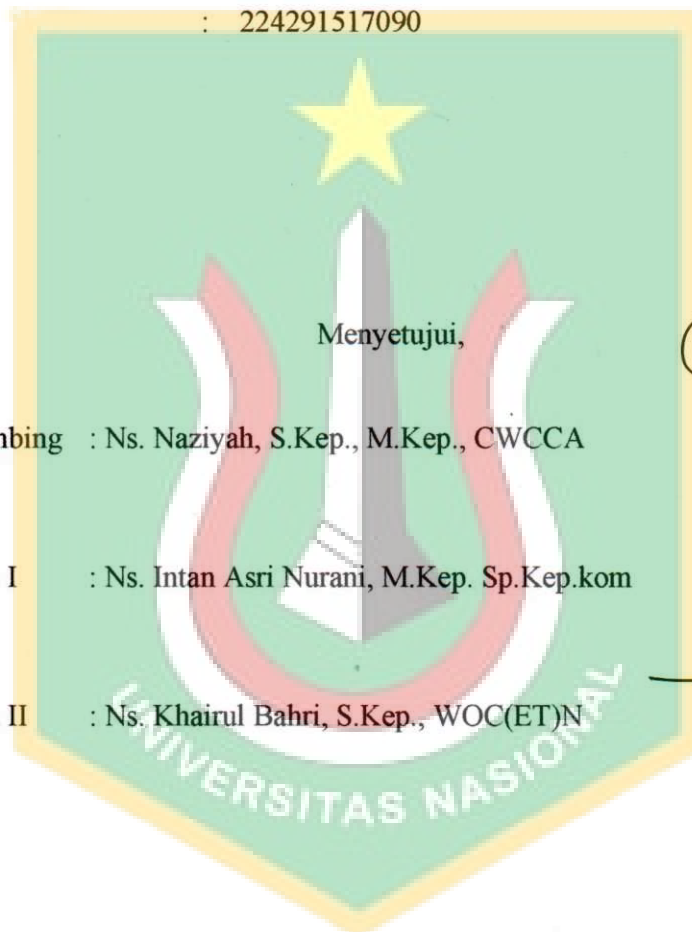 : 224291517090
Menyetujui,
nbing : Ns. Naziyah, S.Kep., M.Kep., CWCCA
I : Ns. Intan Asri Nurani, M.Kep. Sp.Kep.kom
II : Ns. Khairul Bahri, S.Kep., WOC(ET)N
UNIVERSITAS NASIONAL